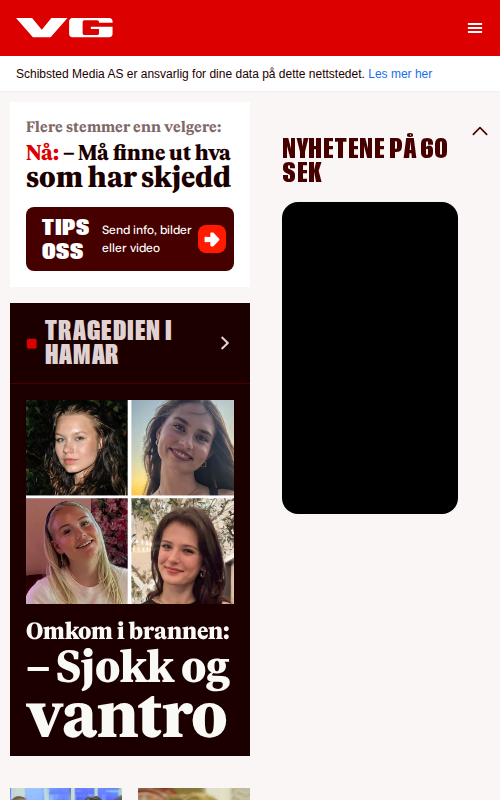 VG
Schibsted Media AS er ansvarlig for dine data på dette nettstedet. Les mer her
Flere stemmer enn velgere:
Nå: – Må finne ut hva
som har skjedd
TIPS
OSS
Send info, bilder
eller video
TRAGEDIEN I
HAMAR
Omkom i brannen:
– Sjokk og
vantro
NYHETENE PÅ 60
SEK